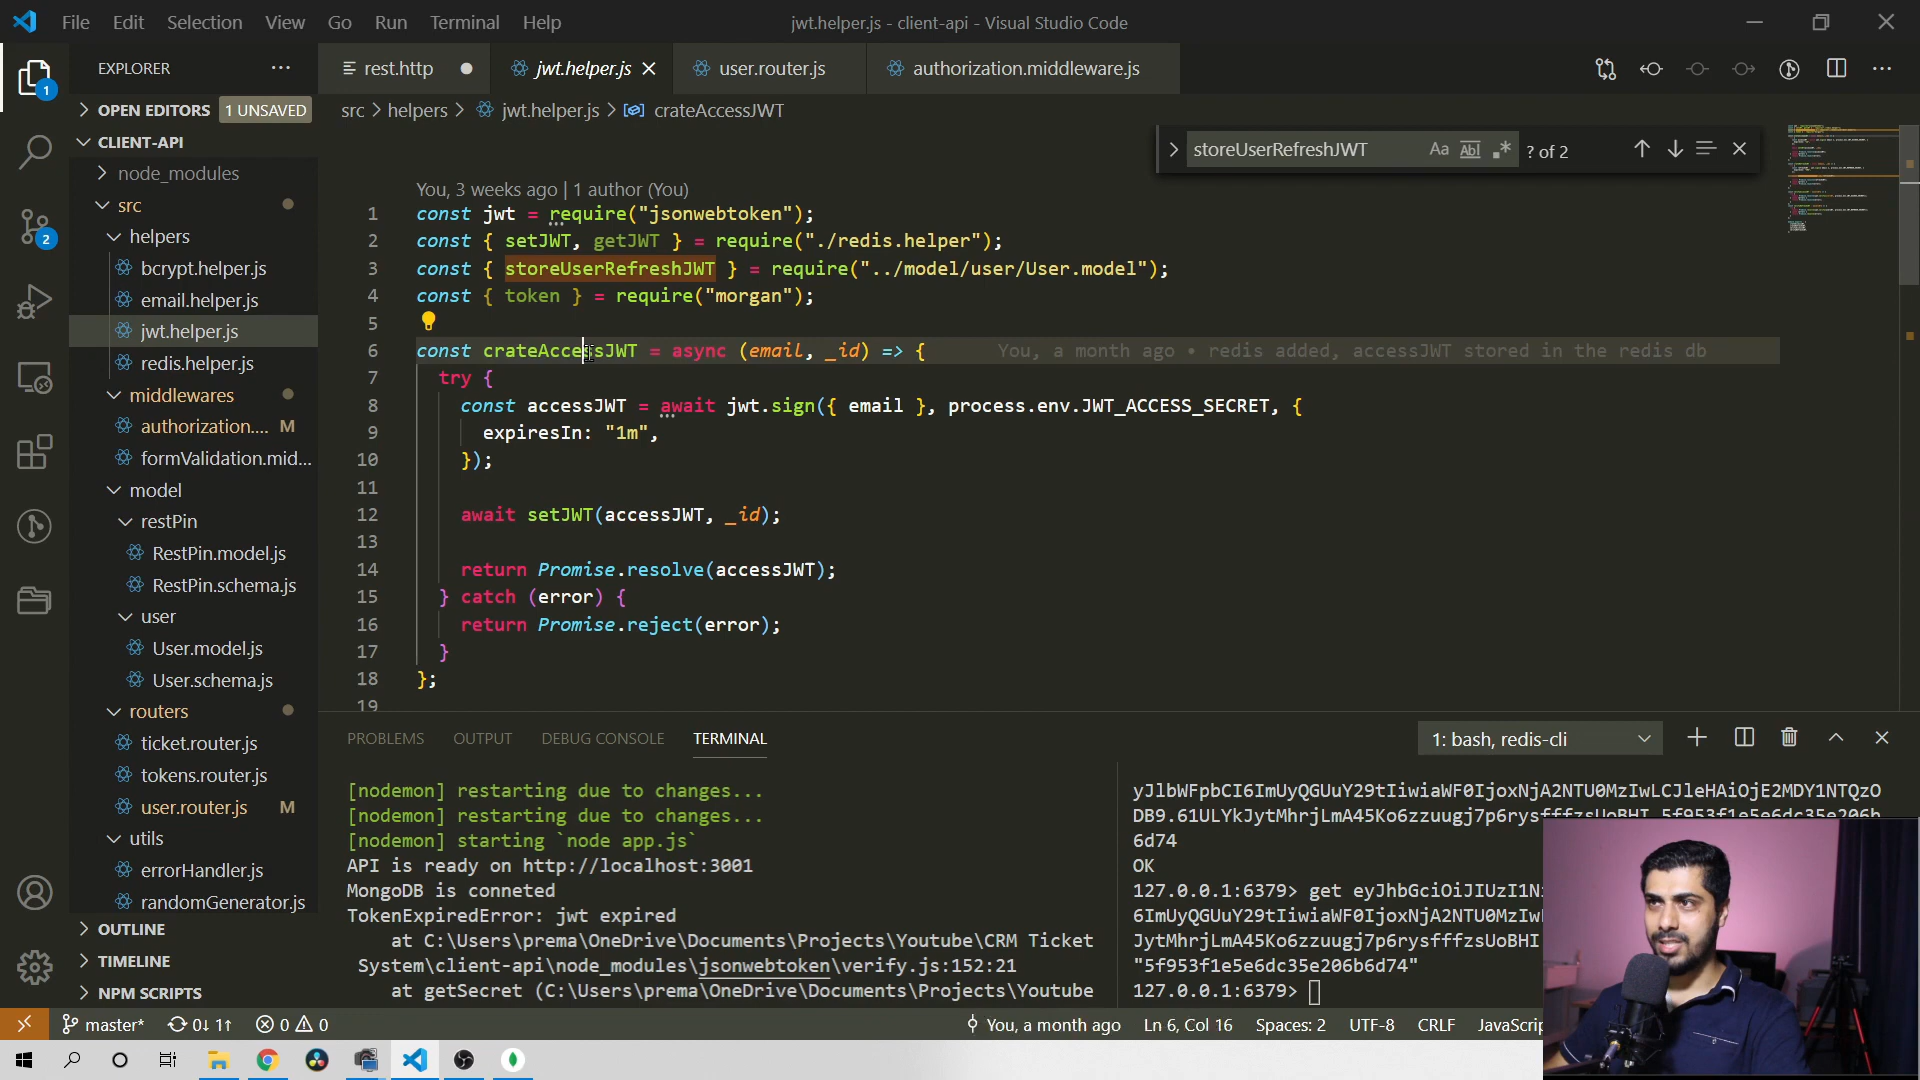 File Edit Selection View Go Run Terminal Help
jwt.helper.js - client-api - Visual Studio Code
EXPLORER
rest.http
jwt.helper.js
user.router.js
authorization.middleware.js
OPEN EDITORS 1 UNSAVED
src > helpers > jwt.helper.js > crateAccessJWT
CLIENT-API
storeUserRefreshJWT Aa Abl ? of 2
node_modules
src
helpers
bcrypt.helper.js
email.helper.js
jwt.helper.js
redis.helper.js
middlewares
authorization.... M
formValidation.mid...
model
restPin
RestPin.model.js
RestPin.schema.js
user
User.model.js
User.schema.js
routers
ticket.router.js
tokens.router.js
user.router.js M
utils
errorHandler.js
randomGenerator.js
OUTLINE
TIMELINE
NPM SCRIPTS
1
2
You, 3 weeks ago | 1 author (You)
1 const jwt = require("jsonwebtoken");
2 const { setJWT, getJWT } = require("./redis.helper");
3 const { storeUserRefreshJWT } = require("../model/user/User.model");
4 const { token } = require("morgan");
5
6 const crateAccessJWT = async (email, _id) => { You, a month ago • redis added, accessJWT stored in the redis db
7 try {
8 const accessJWT = await jwt.sign({ email }, process.env.JWT_ACCESS_SECRET, {
9 expiresIn: "1m",
10 });
11
12 await setJWT(accessJWT, _id);
13
14 return Promise.resolve(accessJWT);
15 } catch (error) {
16 return Promise.reject(error);
17 }
18 };
19
PROBLEMS OUTPUT DEBUG CONSOLE TERMINAL
1: bash, redis-cli
[nodemon] restarting due to changes...
[nodemon] restarting due to changes...
[nodemon] starting `node app.js`
API is ready on http://localhost:3001
MongoDB is conneted
TokenExpiredError: jwt expired
at C:\Users\prema\OneDrive\Documents\Projects\Youtube\CRM Ticket
System\client-api\node_modules\jsonwebtoken\verify.js:152:21
at getSecret (C:\Users\prema\OneDrive\Documents\Projects\Youtube
yJlbWFpbCI6ImUyQGUuY29tIiwiaWF0IjoxNjA2NTU0MzIwLCJleHAiOjE2MDY1NTQzO
DB9.61ULYkJytMhrjLmA45Ko6zzuugj7p6rysfffzsUoBHI 5f953f1e5e6dc35e206b
6d74
OK
127.0.0.1:6379> get eyJhbGciOiJIUzI1N
6ImUyQGUuY29tIiwiaWF0IjoxNjA2NTU0MzIw
JytMhrjLmA45Ko6zzuugj7p6rysfffzsUoBHI
"5f953f1e5e6dc35e206b6d74"
127.0.0.1:6379>
master* 0↓ 1↑ 0 0
You, a month ago Ln 6, Col 16 Spaces: 2 UTF-8 CRLF JavaScrip